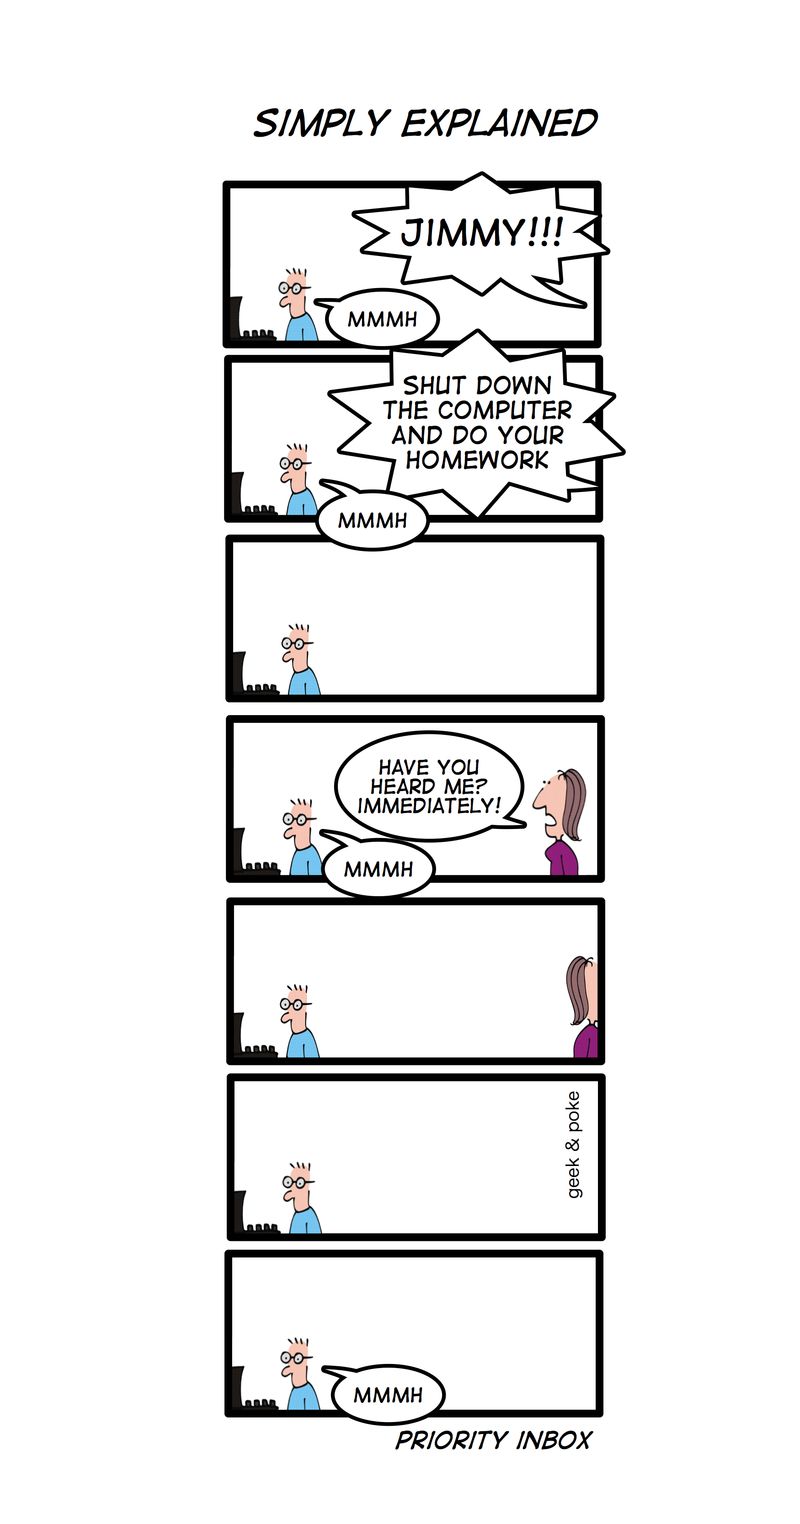 SIMPLY EXPLAINED
JIMMY!!!
MMMH
SHUT DOWN
THE COMPUTER
AND DO YOUR
HOMEWORK
MMMH
HAVE YOU
HEARD ME?
IMMEDIATELY!
MMMH
geek & poke
MMMH
PRIORITY INBOX